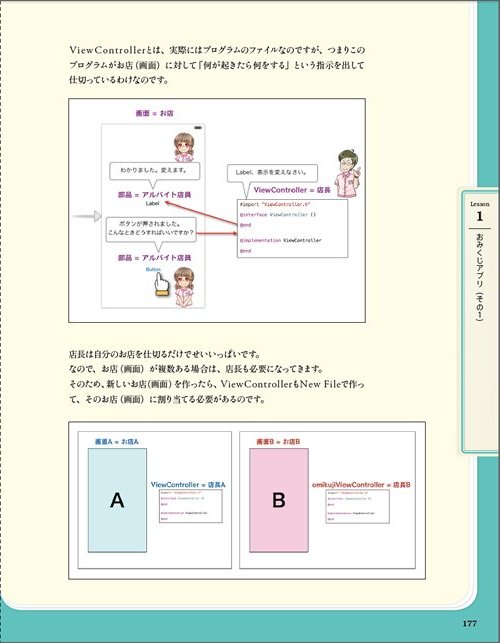 ViewControllerとは、実際にはプログラムのファイルなのですが、つまりこの
プログラムがお店（画面）に対して「何が起きたら何をする」という指示を出して
仕切っているわけなのです。
画面 = お店
わかりました。変えます。
部品 = アルバイト店員
Label
Label、表示を変えなさい。
ViewController = 店長
#import "ViewController.h"
@interface ViewController ()
@end
@implementation ViewController
@end
ボタンが押されました。
こんなときどうすればいいですか？
部品 = アルバイト店員
Button
店長は自分のお店を仕切るだけでせいいっぱいです。
なので、お店（画面）が複数ある場合は、店長も必要になってきます。
そのため、新しいお店（画面）を作ったら、ViewControllerもNew Fileで作っ
て、そのお店（画面）に割り当てる必要があるのです。
画面A = お店A
A
ViewController = 店長A
#import "ViewController.h"
@interface ViewController ()
@end
@implementation ViewController
@end
画面B = お店B
B
omikujiViewController = 店長B
#import "ViewController.h"
@interface ViewController ()
@end
@implementation ViewController
@end
Lesson
1
おみくじアプリ（その1）
177